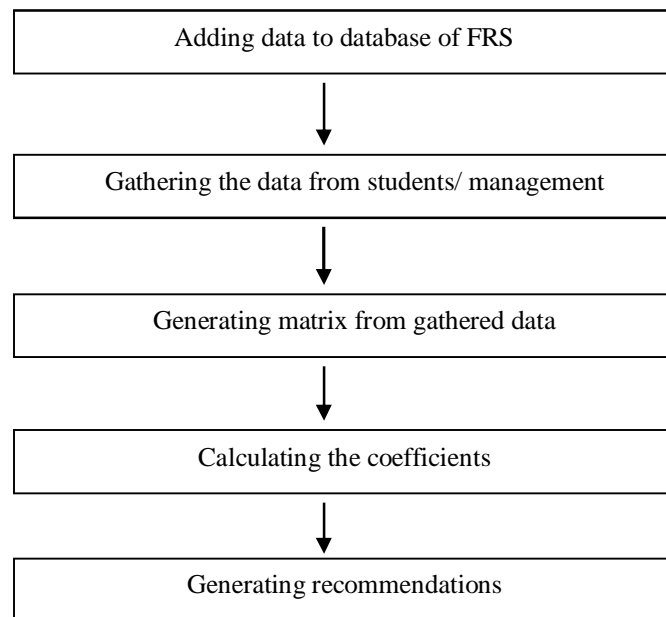 Adding data to database of FRS
Gathering the data from students/ management
Generating matrix from gathered data
Calculating the coefficients
Generating recommendations